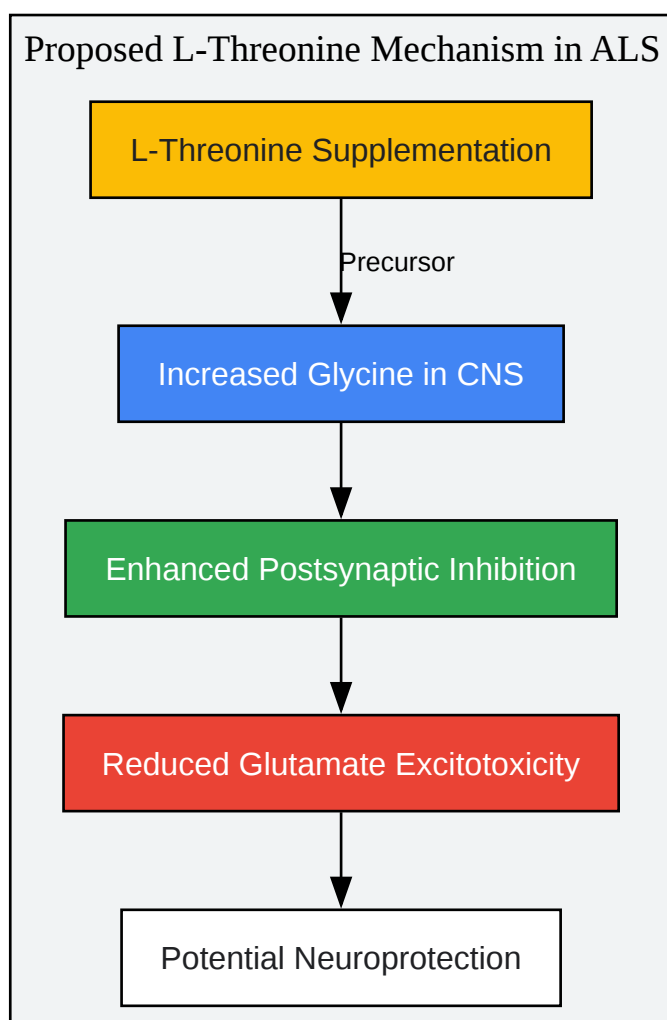 Proposed L-Threonine Mechanism in ALS
L-Threonine Supplementation
Precursor
Increased Glycine in CNS
Enhanced Postsynaptic Inhibition
Reduced Glutamate Excitotoxicity
Potential Neuroprotection